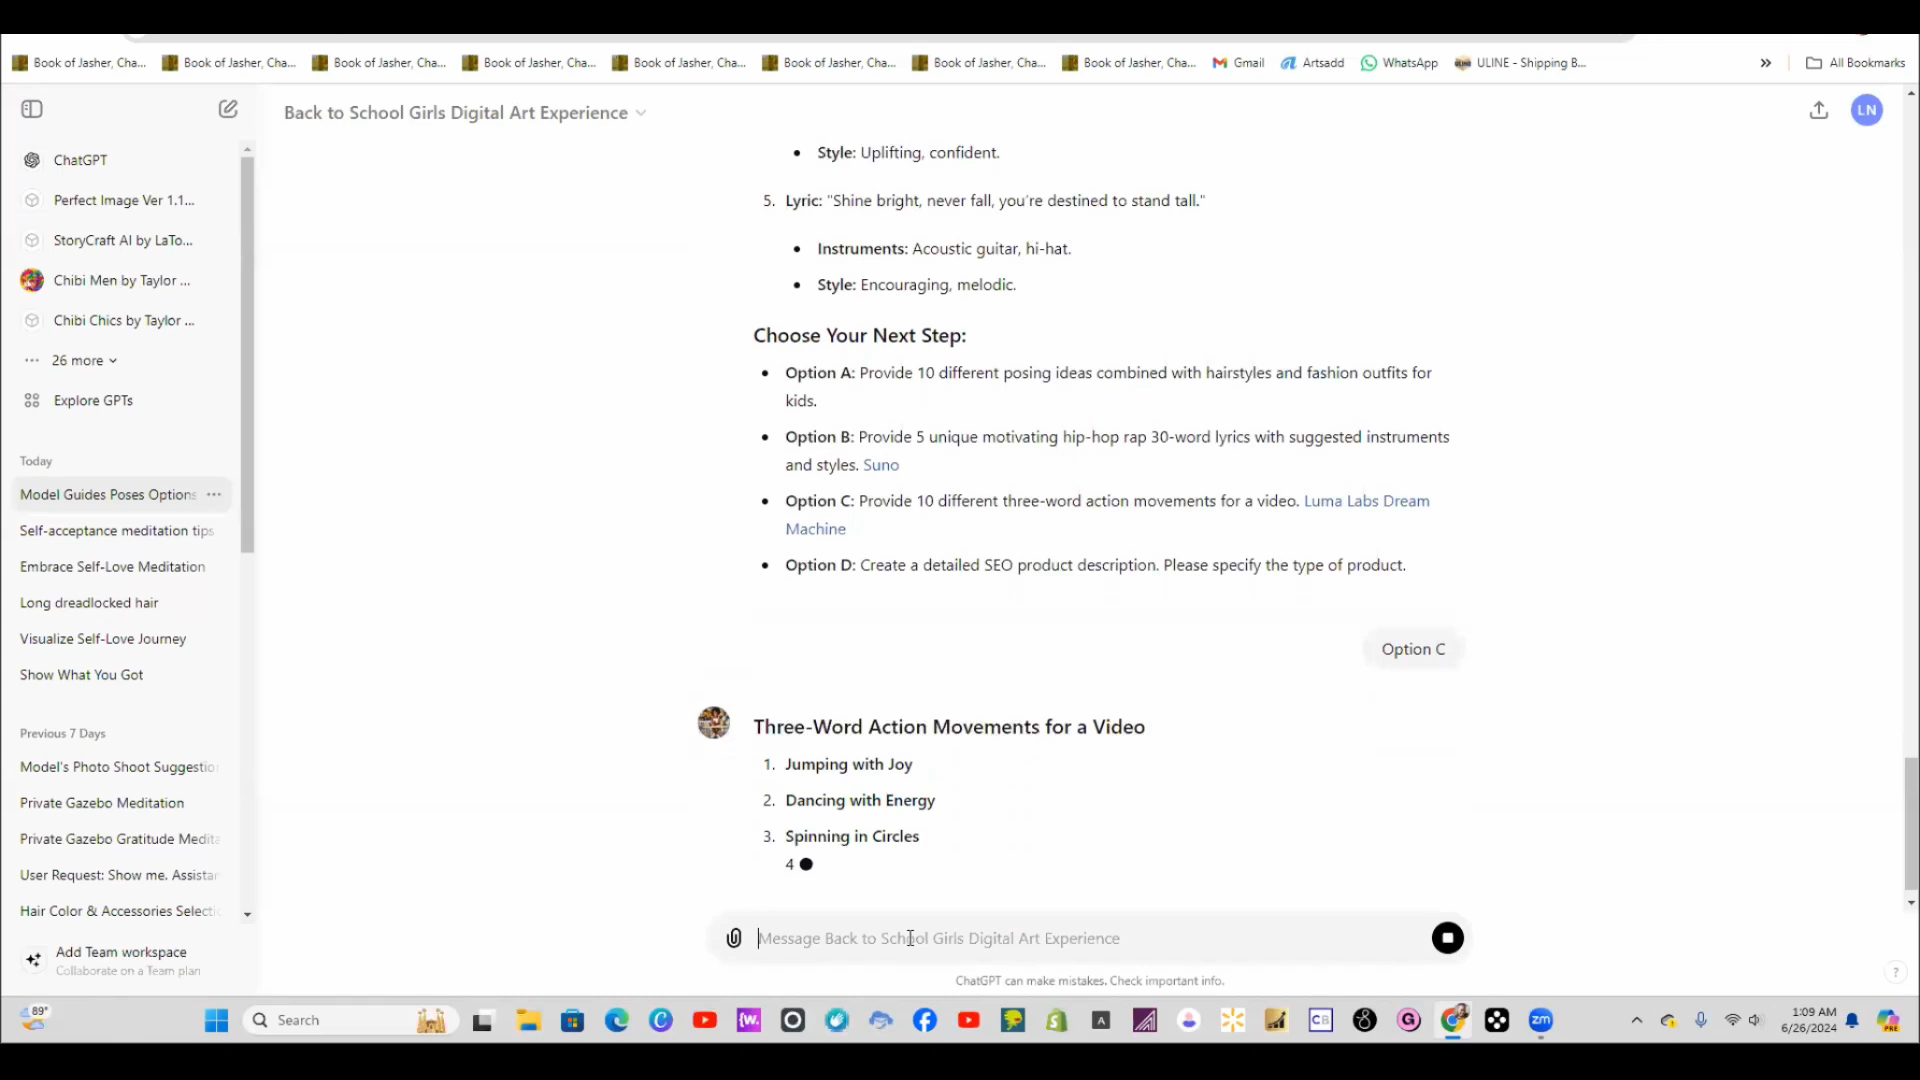 Book of Jasher, Cha...
Book of Jasher, Cha...
Book of Jasher, Cha...
Book of Jasher, Cha...
Book of Jasher, Cha...
Book of Jasher, Cha...
Book of Jasher, Cha...
Book of Jasher, Cha...
Gmail
Artsadd
WhatsApp
ULINE - Shipping B...
»
All Bookmarks
Back to School Girls Digital Art Experience
LN
ChatGPT
Perfect Image Ver 1.1...
StoryCraft AI by LaTo...
Chibi Men by Taylor ...
Chibi Chics by Taylor ...
26 more
Explore GPTs
Today
Model Guides Poses Options
Self-acceptance meditation tips
Embrace Self-Love Meditation
Long dreadlocked hair
Visualize Self-Love Journey
Show What You Got
Previous 7 Days
Model's Photo Shoot Suggestio
Private Gazebo Meditation
Private Gazebo Gratitude Medita
User Request: Show me. Assistan
Hair Color & Accessories Selecti
Add Team workspace
Collaborate on a Team plan
• Style: Uplifting, confident.
5. Lyric: "Shine bright, never fall, you're destined to stand tall."
• Instruments: Acoustic guitar, hi-hat.
• Style: Encouraging, melodic.
Choose Your Next Step:
• Option A: Provide 10 different posing ideas combined with hairstyles and fashion outfits for
kids.
• Option B: Provide 5 unique motivating hip-hop rap 30-word lyrics with suggested instruments
and styles. Suno
• Option C: Provide 10 different three-word action movements for a video. Luma Labs Dream
Machine
• Option D: Create a detailed SEO product description. Please specify the type of product.
Option C
Three-Word Action Movements for a Video
1. Jumping with Joy
2. Dancing with Energy
3. Spinning in Circles
4
Message Back to School Girls Digital Art Experience
ChatGPT can make mistakes. Check important info.
?
89°
Search
{w.
A
CB
G
zm
1:09 AM
6/26/2024
PRE